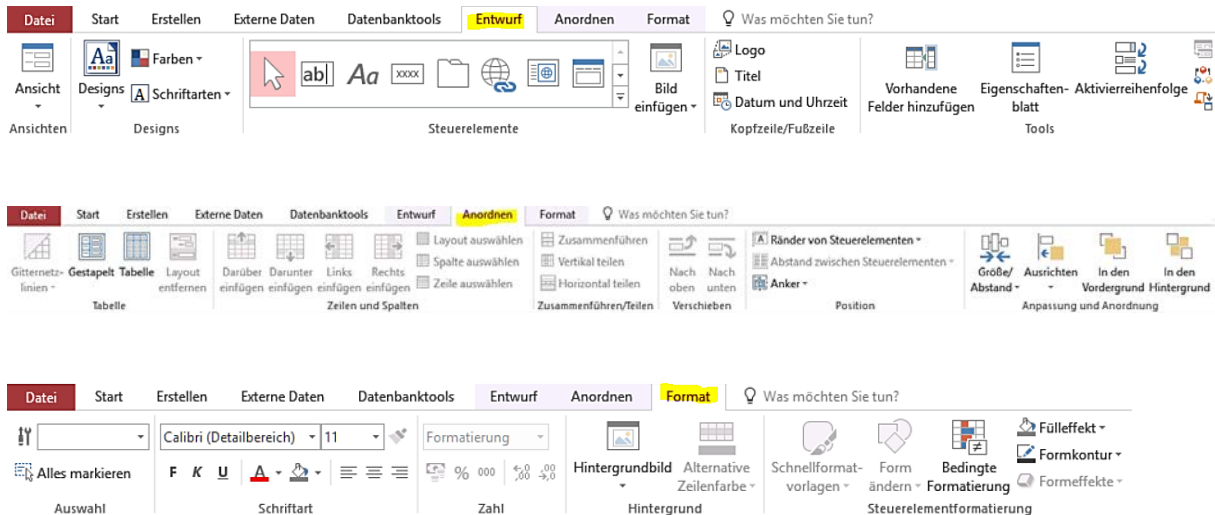 Datei Start Erstellen Externe Daten Datenbanktools Entwurf Anordnen Format Was möchten Sie tun?
Ansicht
Ansichten
Aa
Designs
Farben
A Schriftarten
Designs
ab| Aa xxxx
Bild einfügen
Steuerelemente
Logo
Titel
Datum und Uhrzeit
Kopfzeile/Fußzeile
Vorhandene
Felder hinzufügen
Eigenschaften-
blatt
Aktivierreihenfolge
Tools
Datei Start Erstellen Externe Daten Datenbanktools Entwurf Anordnen Format Was möchten Sie tun?
Gitternetz-
linien
Gestapelt
Tabelle
Layout
entfernen
Tabelle
Darüber
einfügen
Darunter
einfügen
Links
einfügen
Rechts
einfügen
Layout auswählen
Spalte auswählen
Zeile auswählen
Zeilen und Spalten
Zusammenführen
Vertikal teilen
Horizontal teilen
Zusammenführen/Teilen
Nach
oben
Nach
unten
Verschieben
A Ränder von Steuerelementen
Abstand zwischen Steuerelementen
Anker
Position
Größe/
Abstand
Ausrichten
In den
Vordergrund
In den
Hintergrund
Anpassung und Anordnung
Datei Start Erstellen Externe Daten Datenbanktools Entwurf Anordnen Format Was möchten Sie tun?
Alles markieren
Auswahl
Calibri (Detailbereich) 11
F K U A
Schriftart
Formatierung
% 000 ,00 ,00
Zahl
Hintergrundbild
Alternative
Zeilenfarbe
Hintergrund
Schnellformat-
vorlagen
Form
ändern
Bedingte
Formatierung
Fülleffekt
Formkontur
Formeffekte
Steuerelementformatierung